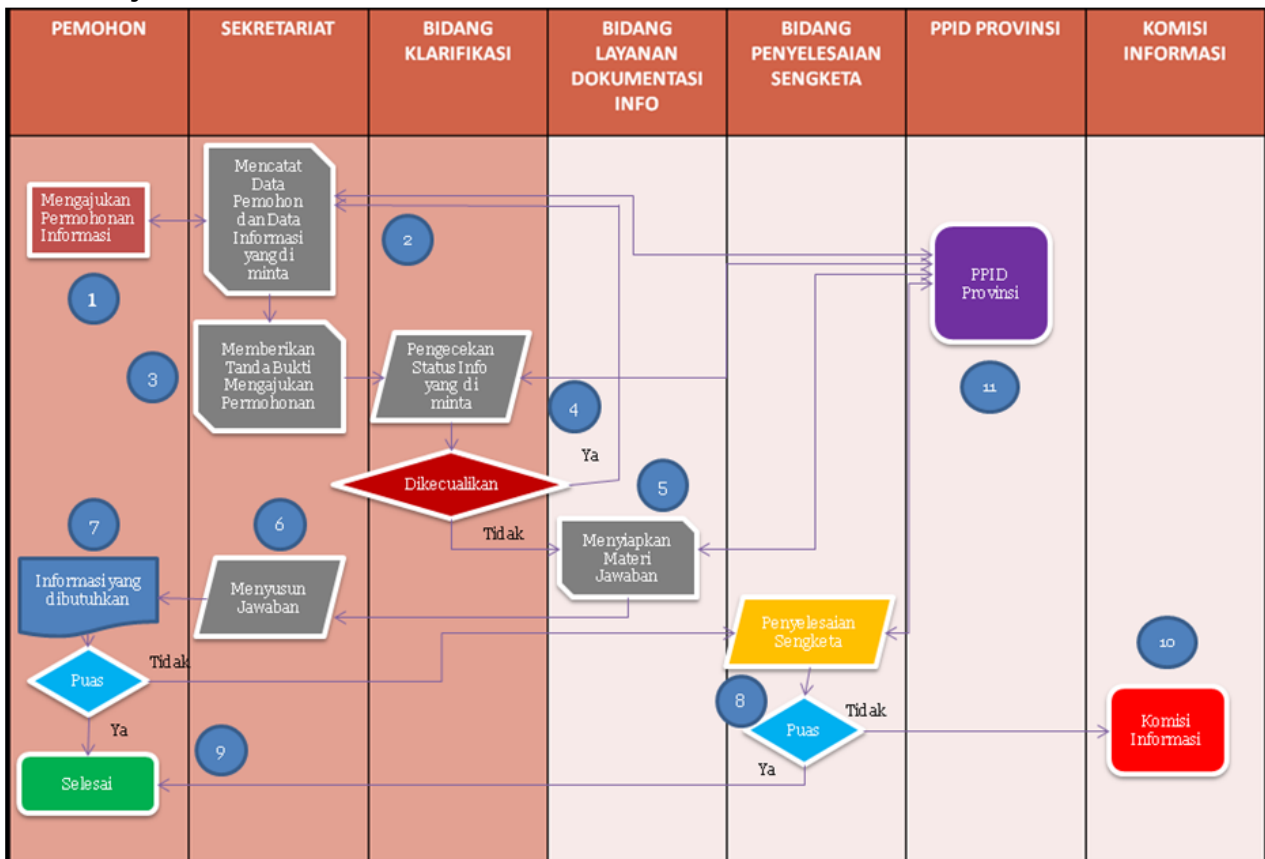 PEMOHON
SEKRETARIAT
BIDANG
KLARIFIKASI
BIDANG
LAYANAN
DOKUMENTASI
INFO
BIDANG
PENYELESAIAN
SENGKETA
PPID PROVINSI
KOMISI
INFORMASI
Mengajukan
Permohonan
Informasi
1
Mencatat
Data
Pemohon
dan Data
Informasi
yang di
minta
2
3
Memberikan
Tanda Bukti
Mengajukan
Permohonan
Pengecekan
Status Info
yang di
minta
4
Dikecualikan
Ya
Tidak
5
Menyiapkan
Materi
Jawaban
6
Menyusun
Jawaban
7
Informasi yang
dibutuhkan
Puas
Tidak
Ya
Selesai
9
Penyelesaian
Sengketa
8
Puas
Tidak
Ya
PPID
Provinsi
11
10
Komisi
Informasi